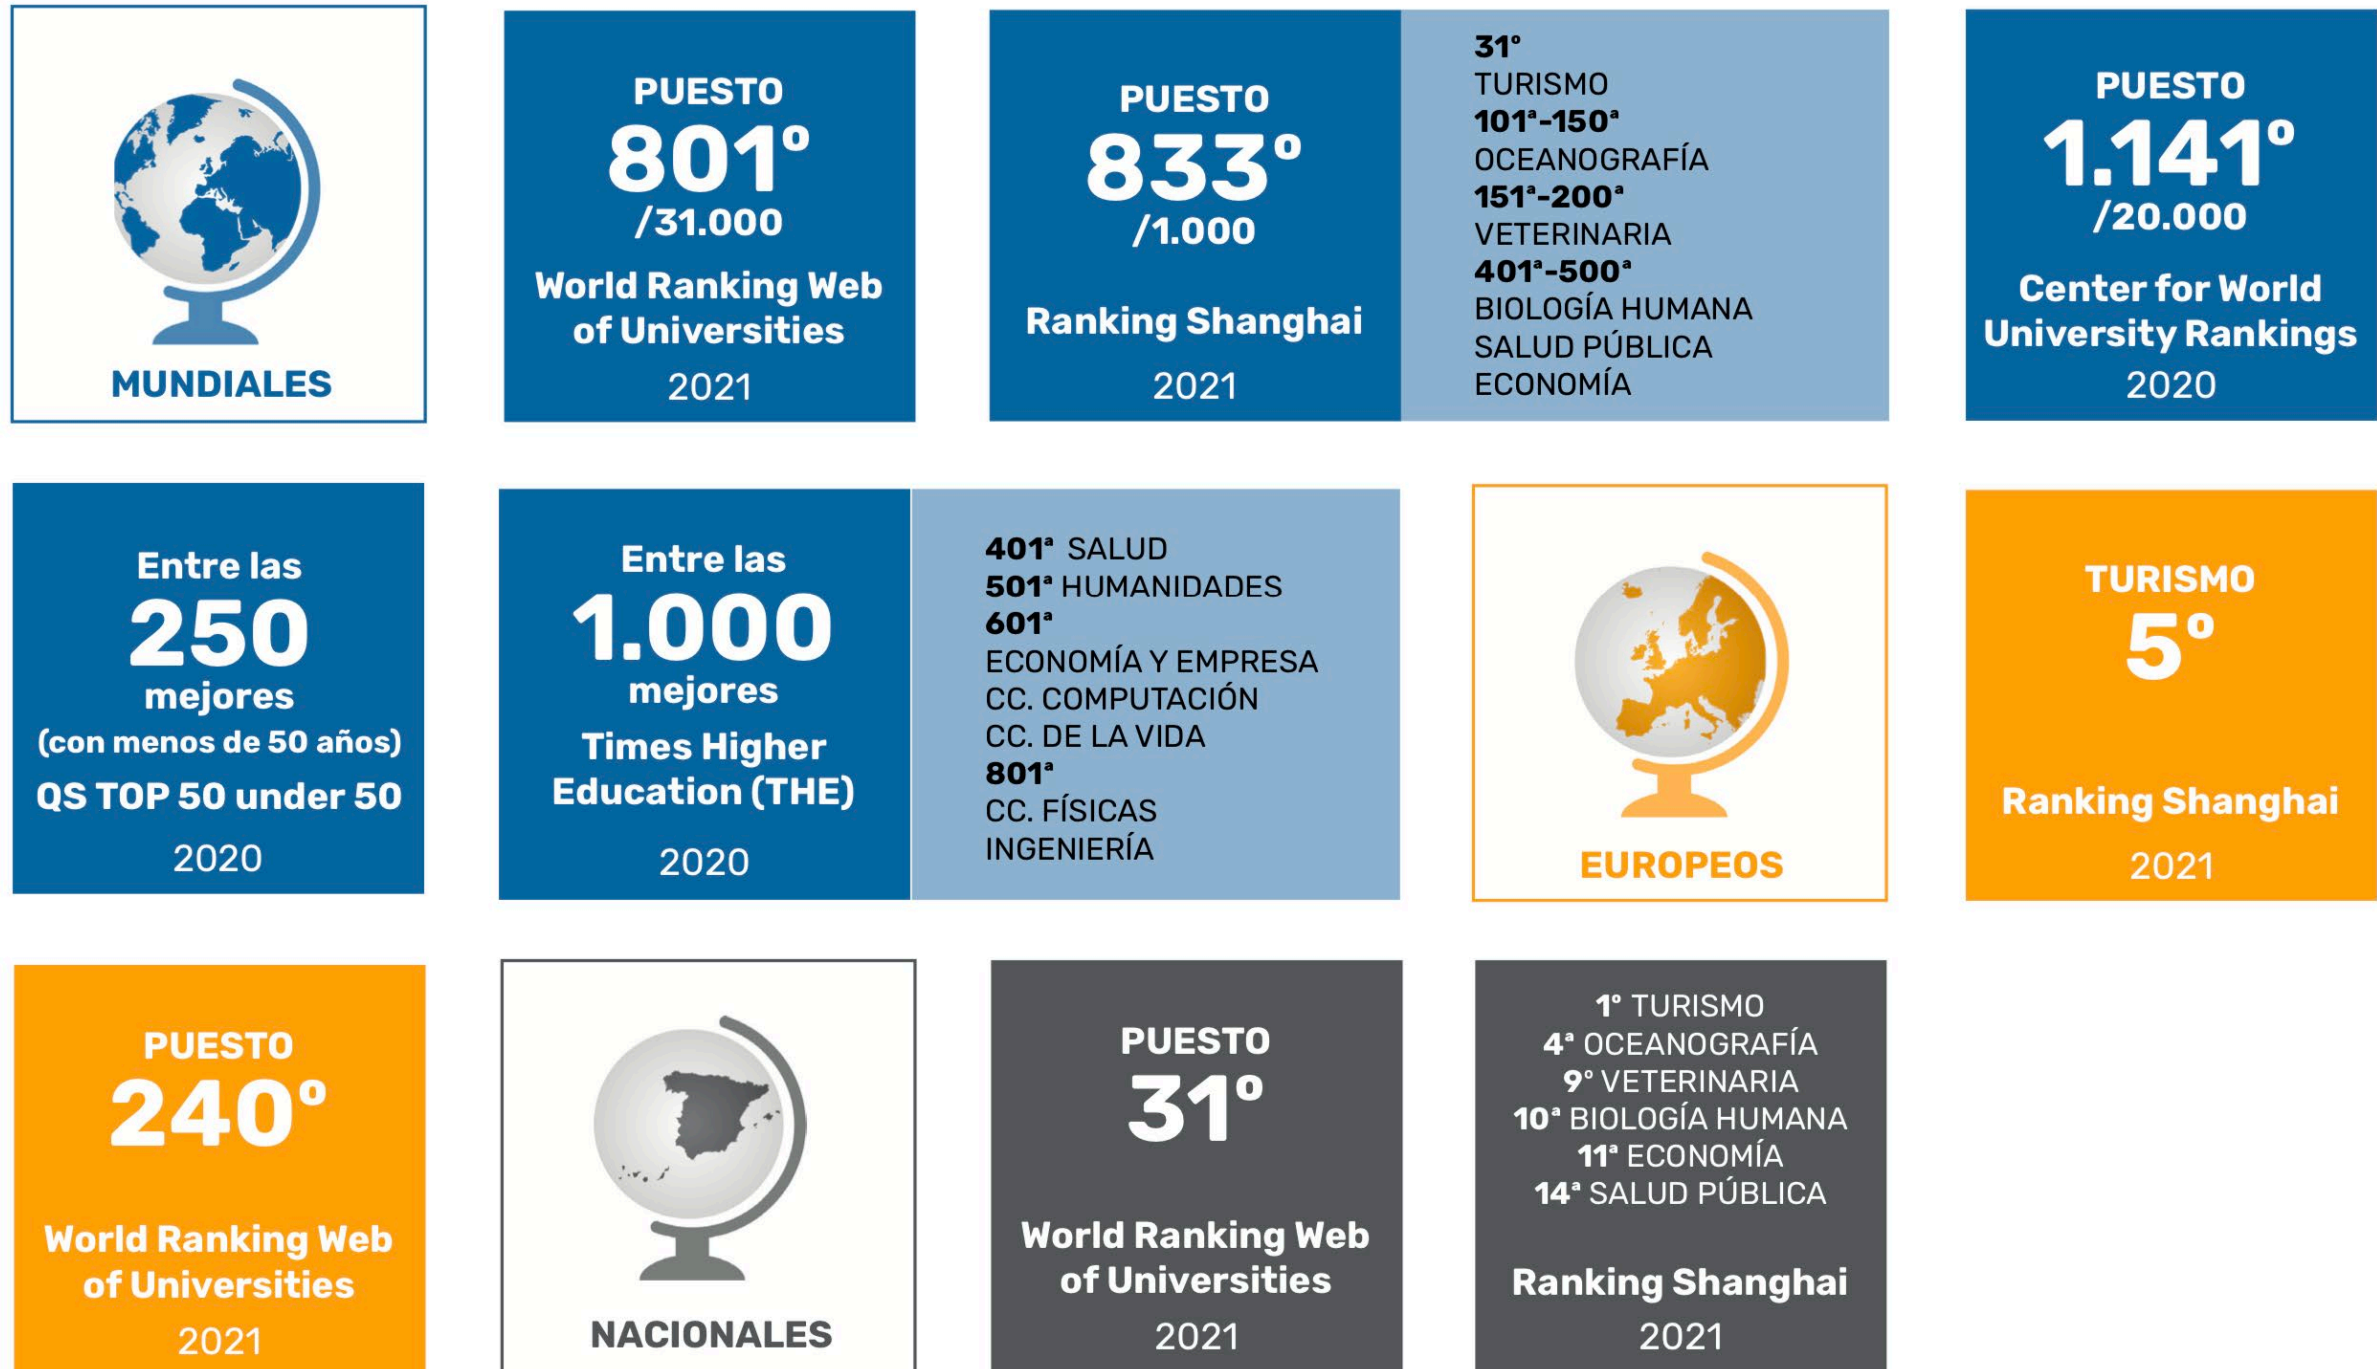 MUNDIALES
PUESTO
801º
/31.000
World Ranking Web
of Universities
2021
PUESTO
833º
/1.000
Ranking Shanghai
2021
31º
TURISMO
101ª-150ª
OCEANOGRAFÍA
151ª-200ª
VETERINARIA
401ª-500ª
BIOLOGÍA HUMANA
SALUD PÚBLICA
ECONOMÍA
PUESTO
1.141º
/20.000
Center for World
University Rankings
2020
Entre las
250
mejores
(con menos de 50 años)
QS TOP 50 under 50
2020
Entre las
1.000
mejores
Times Higher
Education (THE)
2020
401ª SALUD
501ª HUMANIDADES
601ª
ECONOMÍA Y EMPRESA
CC. COMPUTACIÓN
CC. DE LA VIDA
801ª
CC. FÍSICAS
INGENIERÍA
EUROPEOS
TURISMO
5º
Ranking Shanghai
2021
PUESTO
240º
World Ranking Web
of Universities
2021
NACIONALES
PUESTO
31º
World Ranking Web
of Universities
2021
1º TURISMO
4ª OCEANOGRAFÍA
9° VETERINARIA
10ª BIOLOGÍA HUMANA
11ª ECONOMÍA
14ª SALUD PÚBLICA
Ranking Shanghai
2021